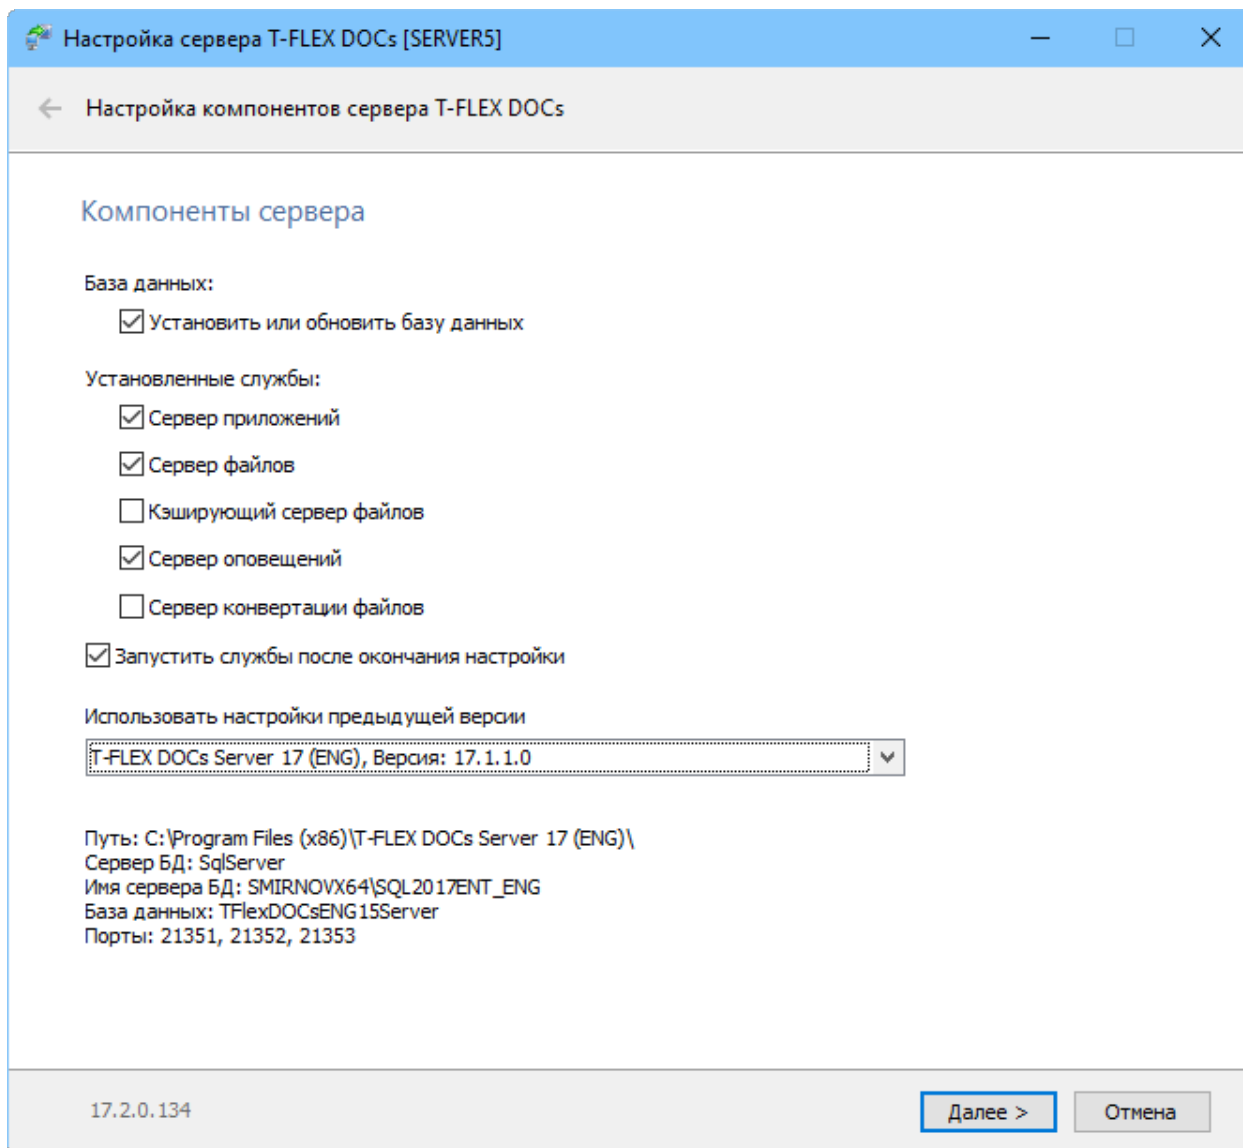 Настройка сервера T-FLEX DOCs [SERVER5]
Настройка компонентов сервера T-FLEX DOCs
Компоненты сервера
База данных:
Установить или обновить базу данных
Установленные службы:
Сервер приложений
Сервер файлов
Кэширующий сервер файлов
Сервер оповещений
Сервер конвертации файлов
Запустить службы после окончания настройки
Использовать настройки предыдущей версии
T-FLEX DOCs Server 17 (ENG), Версия: 17.1.1.0
Путь: C:\Program Files (x86)\T-FLEX DOCs Server 17 (ENG)\
Сервер БД: SqlServer
Имя сервера БД: SMIRNOVX64\SQL2017ENT_ENG
База данных: TFlexDOCsENG15Server
Порты: 21351, 21352, 21353
17.2.0.134
Далее >
Отмена